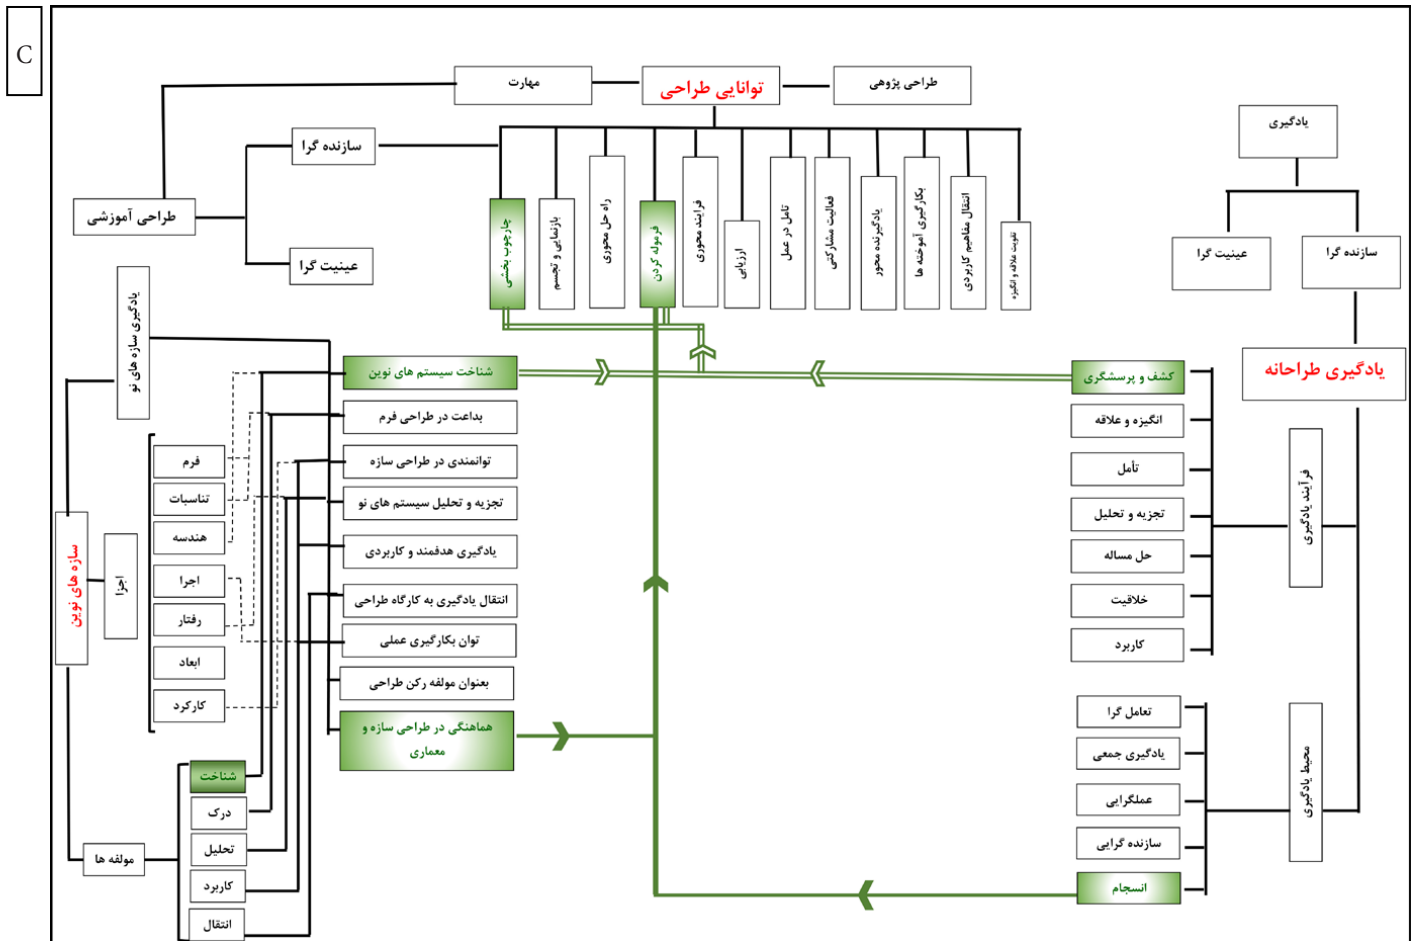 C
مهارت
توانایی طراحی
طراحی پژوهی
یادگیری
سازنده گرا
عینیت گرا
یادگیری طراحانه
سازنده گرا
طراحی آموزشی
عینیت گرا
تقویت علاقه و انگیزه
انتقال مفاهیم کاربردی
بکارگیری آموخته ها
یادگیرنده محور
فعالیت مشارکتی
تامل در عمل
ارزیابی
فرایند محوری
فرموله کردن
راه حل محوری
بازنمایی و تجسم
چارچوب بخشی
یادگیری سازه های نو
شناخت سیستم های نوین
بداعت در طراحی فرم
توانمندی در طراحی سازه
تجزیه و تحلیل سیستم های نو
یادگیری هدفمند و کاربردی
انتقال یادگیری به کارگاه طراحی
توان بکارگیری عملی
بعنوان مولفه رکن طراحی
هماهنگی در طراحی سازه و
معماری
فرم
تناسبات
هندسه
اجرا
رفتار
ابعاد
کارکرد
اجزا
سازه های نوین
مولفه ها
شناخت
درک
تحلیل
کاربرد
انتقال
کشف و پرسشگری
انگیزه و علاقه
تأمل
تجزیه و تحلیل
حل مساله
خلاقیت
کاربرد
فرآیند یادگیری
تعامل گرا
یادگیری جمعی
عملگرایی
سازنده گرایی
انسجام
محیط یادگیری